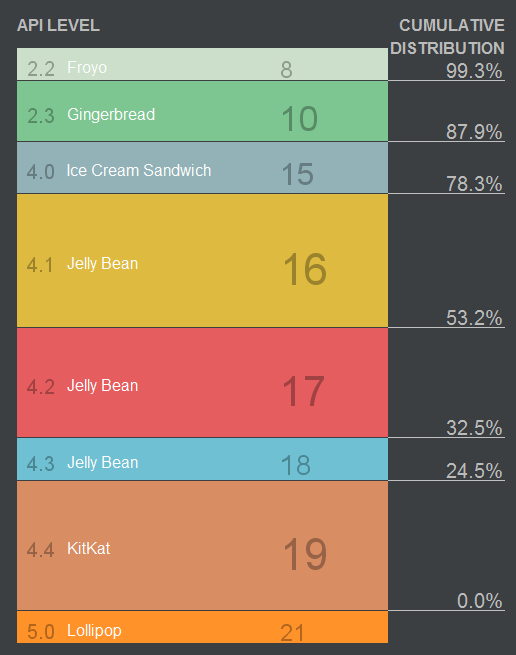 API LEVEL CUMULATIVE
DISTRIBUTION
2.2 Froyo 8 99.3%
2.3 Gingerbread 10 87.9%
4.0 Ice Cream Sandwich 15 78.3%
4.1 Jelly Bean 16 53.2%
4.2 Jelly Bean 17 32.5%
4.3 Jelly Bean 18 24.5%
4.4 KitKat 19 0.0%
5.0 Lollipop 21